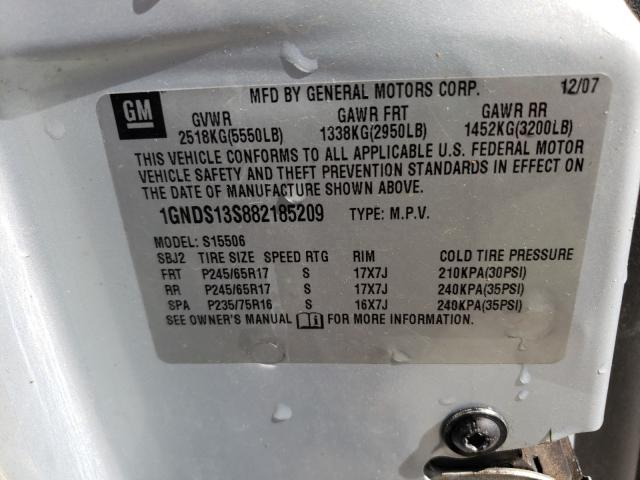 MFD BY GENERAL MOTORS CORP. 12/07
GM
GVWR GAWR FRT GAWR RR
2518KG(5550LB) 1338KG(2950LB) 1452KG(3200LB)
THIS VEHICLE CONFORMS TO ALL APPLICABLE U.S. FEDERAL MOTOR
VEHICLE SAFETY AND THEFT PREVENTION STANDARDS IN EFFECT ON
THE DATE OF MANUFACTURE SHOWN ABOVE.
1GNDS13S882185209 TYPE: M.P.V.
MODEL: S15506
SBJ2 TIRE SIZE SPEED RTG RIM COLD TIRE PRESSURE
FRT P245/65R17 S 17X7J 210KPA(30PSI)
RR P245/65R17 S 17X7J 240KPA(35PSI)
SPA P235/75R16 S 16X7J 240KPA(35PSI)
SEE OWNER'S MANUAL FOR MORE INFORMATION.